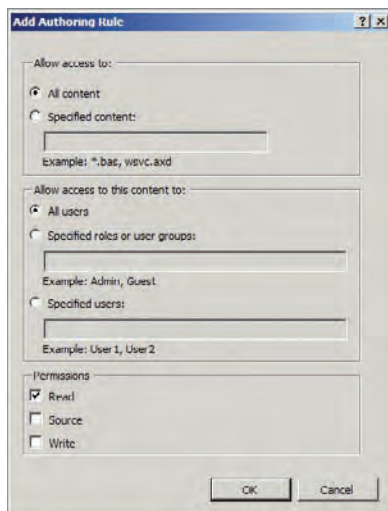 Add Authoring Rule
Allow access to:
All content
Specified content:
Example: *.bas, wsvc.axd
Allow access to this content to:
All users
Specified roles or user groups:
Example: Admin, Guest
Specified users:
Example: User1, User2
Permissions
Read
Source
Write
OK Cancel